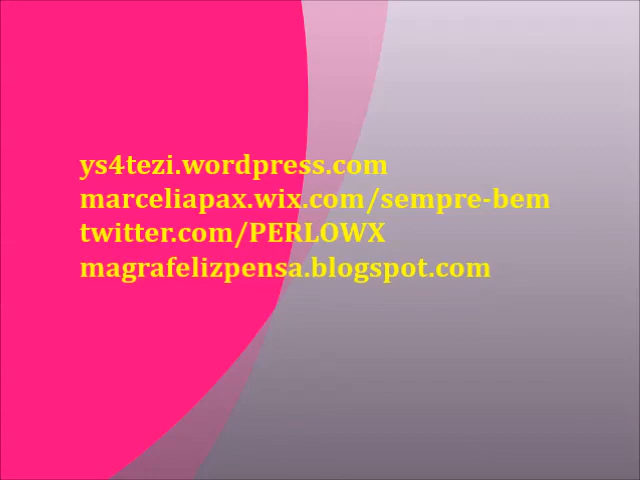 ys4tezi.wordpress.com
marceliapax.wix.com/sempre-bem
twitter.com/PERLOWX
magrafelizpensa.blogspot.com